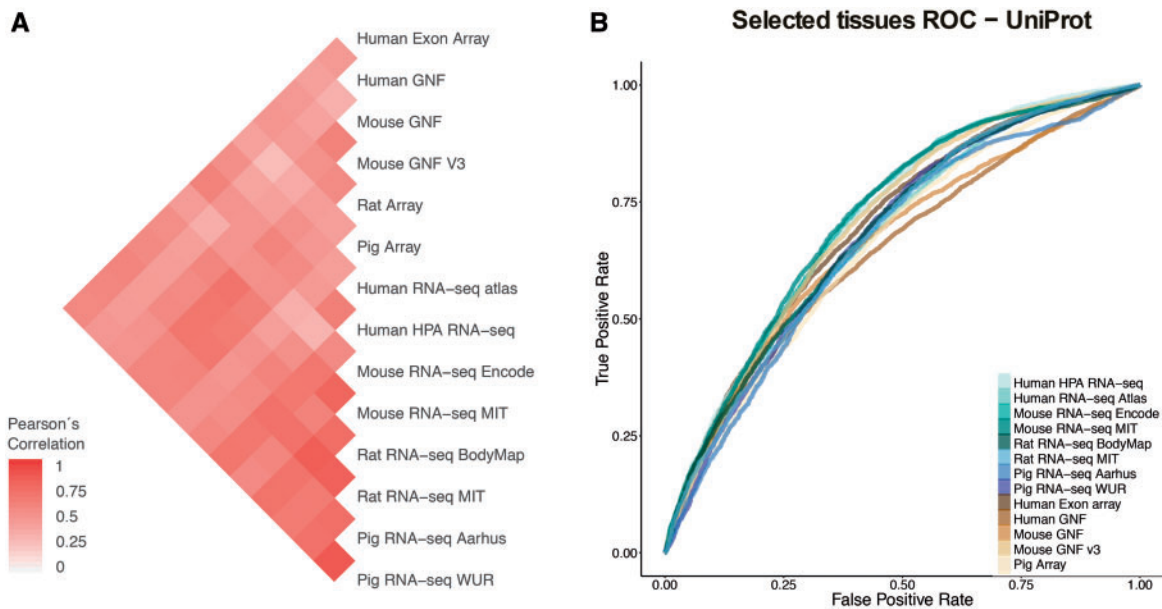 A
Human Exon Array
Human GNF
Mouse GNF
Mouse GNF V3
Rat Array
Pig Array
Human RNA-seq atlas
Human HPA RNA-seq
Mouse RNA-seq Encode
Mouse RNA-seq MIT
Rat RNA-seq BodyMap
Rat RNA-seq MIT
Pig RNA-seq Aarhus
Pig RNA-seq WUR
Pearson´s
Correlation
1
0.75
0.5
0.25
0
B
Selected tissues ROC − UniProt
True Positive Rate
1.00
0.75
0.50
0.25
0.00
Human HPA RNA-seq
Human RNA-seq Atlas
Mouse RNA-seq Encode
Mouse RNA-seq MIT
Rat RNA-seq BodyMap
Rat RNA-seq MIT
Pig RNA-seq Aarhus
Pig RNA-seq WUR
Human Exon array
Human GNF
Mouse GNF
Mouse GNF v3
Pig Array
0.00
0.25
0.50
0.75
1.00
False Positive Rate